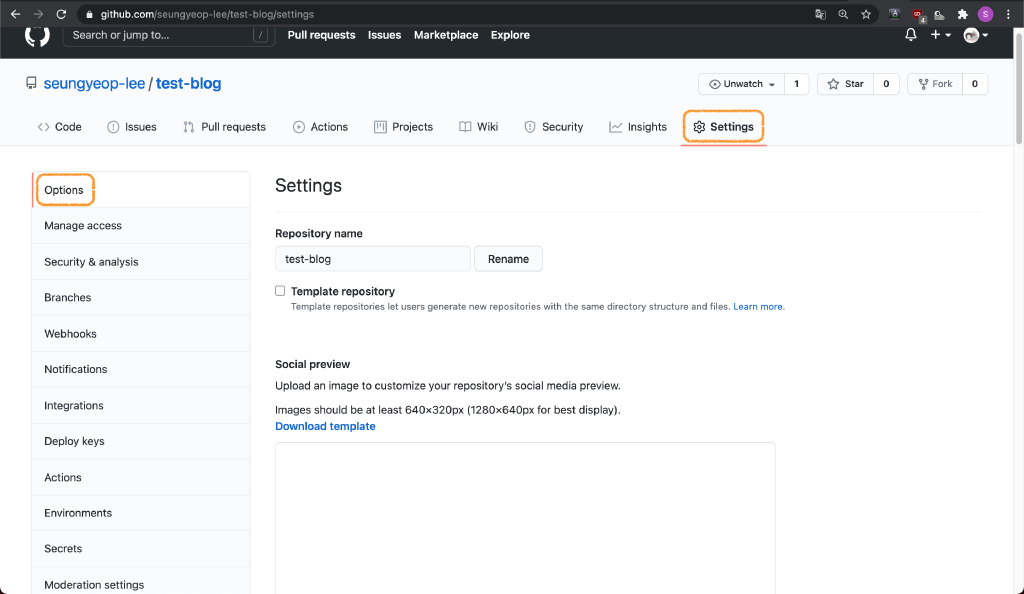 github.com/seungyeop-lee/test-blog/settings
4
S
Search or jump to...
/
Pull requests Issues Marketplace Explore
seungyeop-lee / test-blog
Unwatch 1 Star 0 Fork 0
Code Issues Pull requests Actions Projects Wiki Security Insights Settings
Options
Manage access
Security & analysis
Branches
Webhooks
Notifications
Integrations
Deploy keys
Actions
Environments
Secrets
Moderation settings
Settings
Repository name
test-blog Rename
Template repository
Template repositories let users generate new repositories with the same directory structure and files. Learn more.
Social preview
Upload an image to customize your repository's social media preview.
Images should be at least 640×320px (1280×640px for best display).
Download template